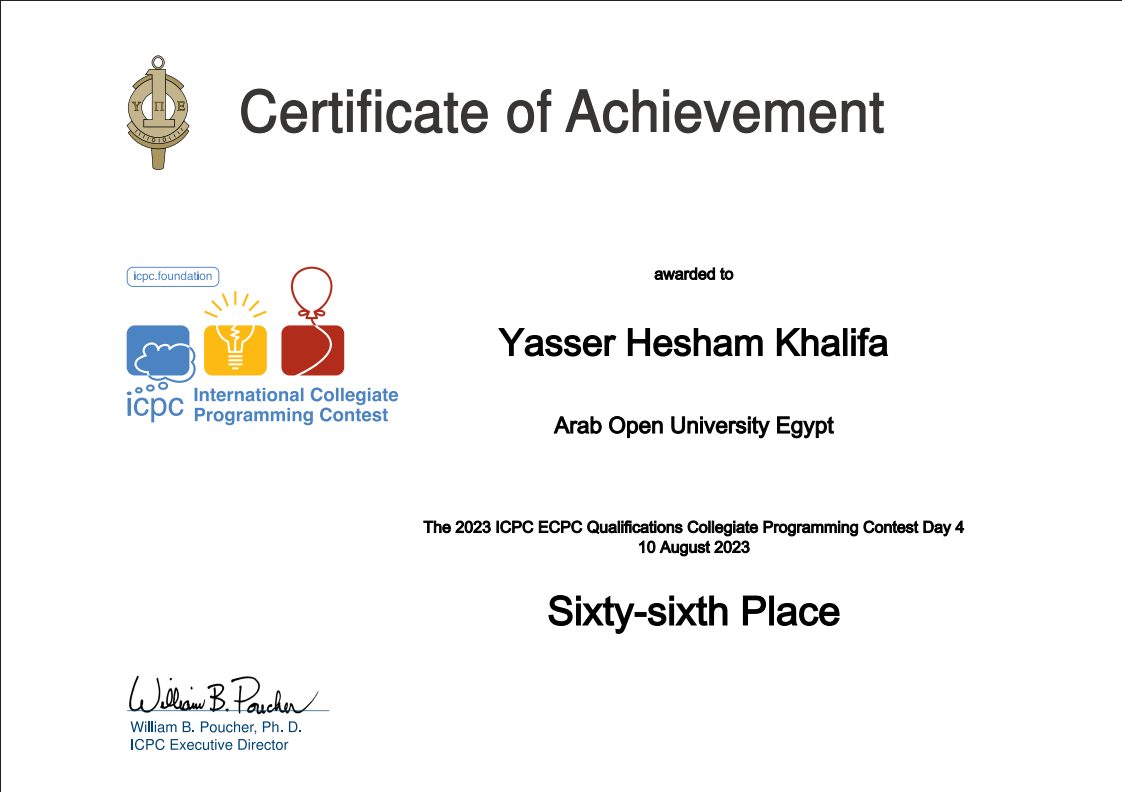 Υ Π Ε
Certificate of Achievement
icpc.foundation
icpc International Collegiate
Programming Contest
awarded to
Yasser Hesham Khalifa
Arab Open University Egypt
The 2023 ICPC ECPC Qualifications Collegiate Programming Contest Day 4
10 August 2023
Sixty-sixth Place
William B. Poucher
William B. Poucher, Ph. D.
ICPC Executive Director